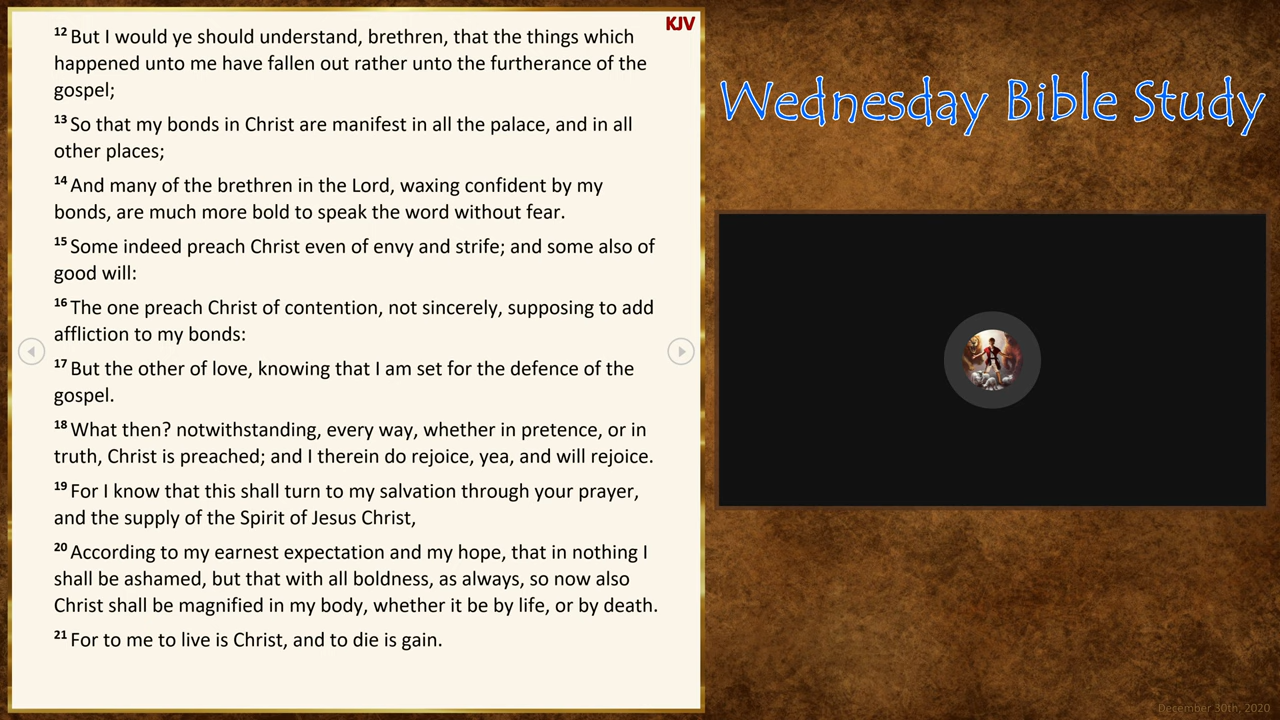 KJV
12 But I would ye should understand, brethren, that the things which
happened unto me have fallen out rather unto the furtherance of the
gospel;
13 So that my bonds in Christ are manifest in all the palace, and in all
other places;
14 And many of the brethren in the Lord, waxing confident by my
bonds, are much more bold to speak the word without fear.
15 Some indeed preach Christ even of envy and strife; and some also of
good will:
16 The one preach Christ of contention, not sincerely, supposing to add
affliction to my bonds:
17 But the other of love, knowing that I am set for the defence of the
gospel.
18 What then? notwithstanding, every way, whether in pretence, or in
truth, Christ is preached; and I therein do rejoice, yea, and will rejoice.
19 For I know that this shall turn to my salvation through your prayer,
and the supply of the Spirit of Jesus Christ,
20 According to my earnest expectation and my hope, that in nothing I
shall be ashamed, but that with all boldness, as always, so now also
Christ shall be magnified in my body, whether it be by life, or by death.
21 For to me to live is Christ, and to die is gain.
Wednesday Bible Study
December 30th, 2020